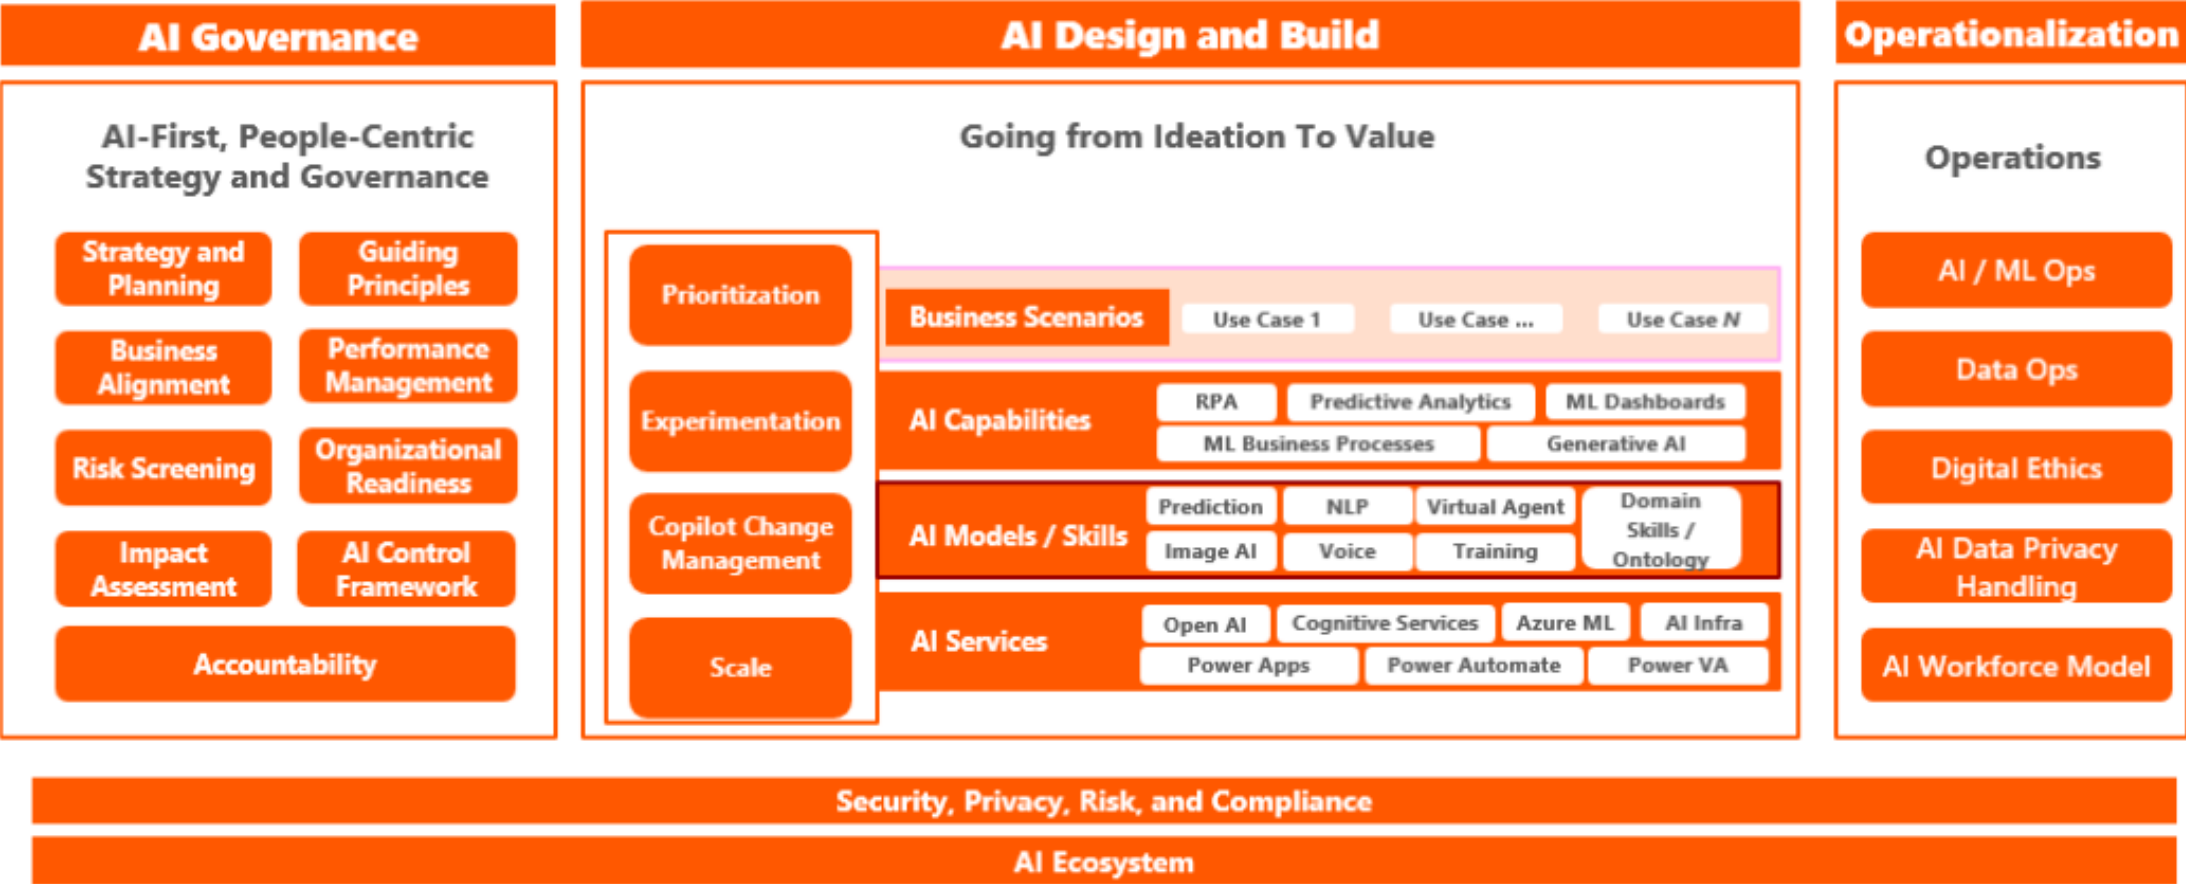 AI Governance
AI Design and Build
Operationalization
AI-First, People-Centric
Strategy and Governance
Strategy and
Planning
Guiding
Principles
Business
Alignment
Performance
Management
Risk Screening
Organizational
Readiness
Impact
Assessment
AI Control
Framework
Accountability
Going from Ideation To Value
Prioritization
Experimentation
Copilot Change
Management
Scale
Business Scenarios
Use Case 1
Use Case ...
Use Case N
AI Capabilities
RPA
Predictive Analytics
ML Dashboards
ML Business Processes
Generative AI
AI Models / Skills
Prediction
NLP
Virtual Agent
Domain
Skills /
Ontology
Image AI
Voice
Training
AI Services
Open AI
Cognitive Services
Azure ML
AI Infra
Power Apps
Power Automate
Power VA
Operations
AI / ML Ops
Data Ops
Digital Ethics
AI Data Privacy
Handling
AI Workforce Model
Security, Privacy, Risk, and Compliance
AI Ecosystem